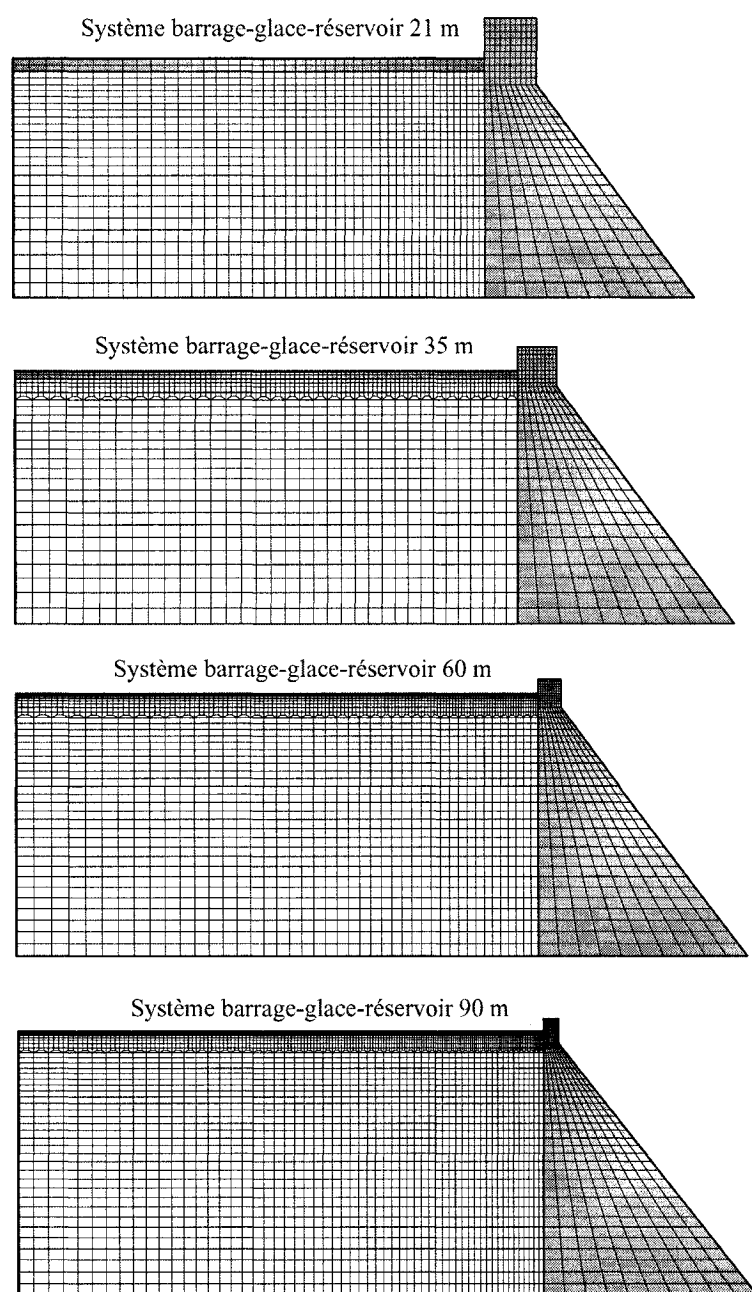 Système barrage-glace-réservoir 21 m
Système barrage-glace-réservoir 35 m
Système barrage-glace-réservoir 60 m
Système barrage-glace-réservoir 90 m